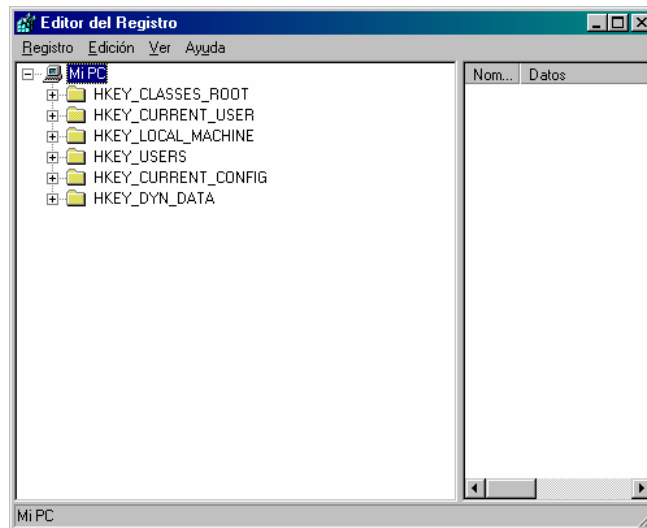 Editor del Registro
Registro Edición Ver Ayuda
Mi PC
HKEY_CLASSES_ROOT
HKEY_CURRENT_USER
HKEY_LOCAL_MACHINE
HKEY_USERS
HKEY_CURRENT_CONFIG
HKEY_DYN_DATA
Nom... Datos
Mi PC